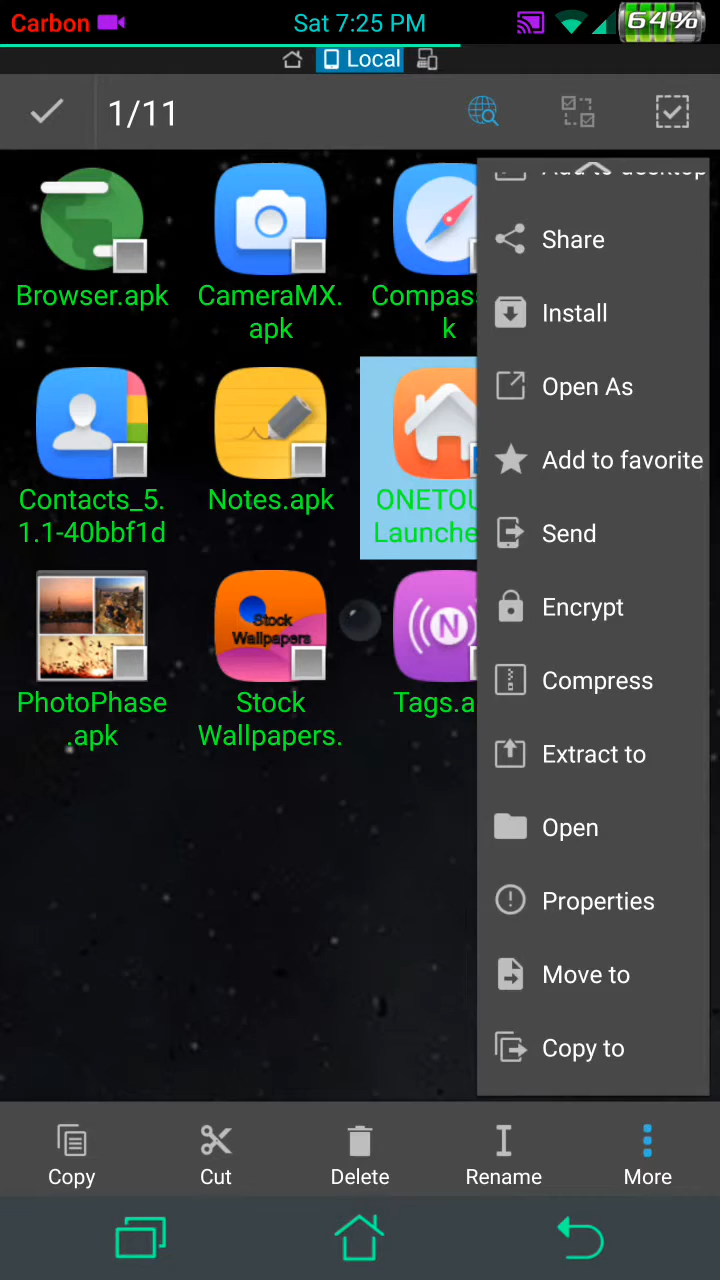 Carbon
Sat 7:25 PM
64%
Local
1/11
Share
Install
Open As
Add to favorite
Send
Encrypt
Compress
Extract to
Open
Properties
Move to
Copy to
Browser.apk
CameraMX.
apk
Compas
k
Contacts_5.
1.1-40bbf1d
Notes.apk
ONETOU
Launche
PhotoPhase
.apk
Stock
Wallpapers
Stock
Wallpapers.
N
Tags.a
Copy
Cut
Delete
Rename
More